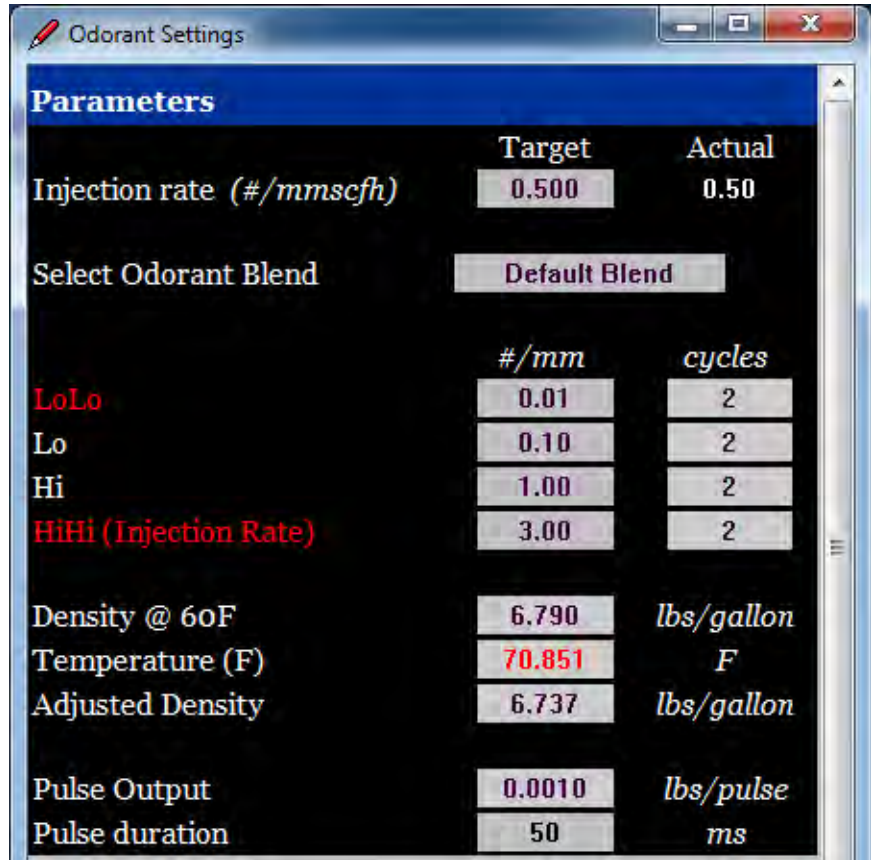 Odorant Settings
Parameters
Target Actual
Injection rate (#/mmscfh) 0.500 0.50
Select Odorant Blend Default Blend
#/mm cycles
LoLo 0.01 2
Lo 0.10 2
Hi 1.00 2
HiHi (Injection Rate) 3.00 2
Density @ 60F 6.790 lbs/gallon
Temperature (F) 70.851 F
Adjusted Density 6.737 lbs/gallon
Pulse Output 0.0010 lbs/pulse
Pulse duration 50 ms